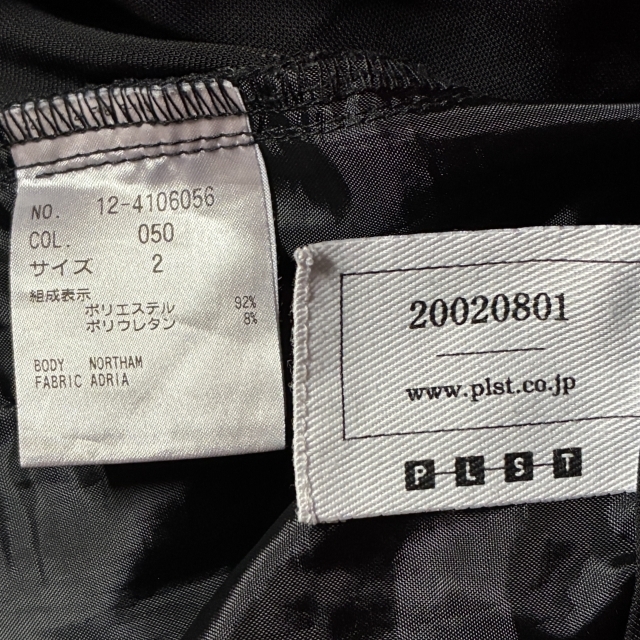 NO. 12-4106056
COL. 050
サイズ 2
組成表示
ポリエステル 92%
ポリウレタン 8%
BODY NORTHAM
FABRIC ADRIA
20020801
www.plst.co.jp
PLST